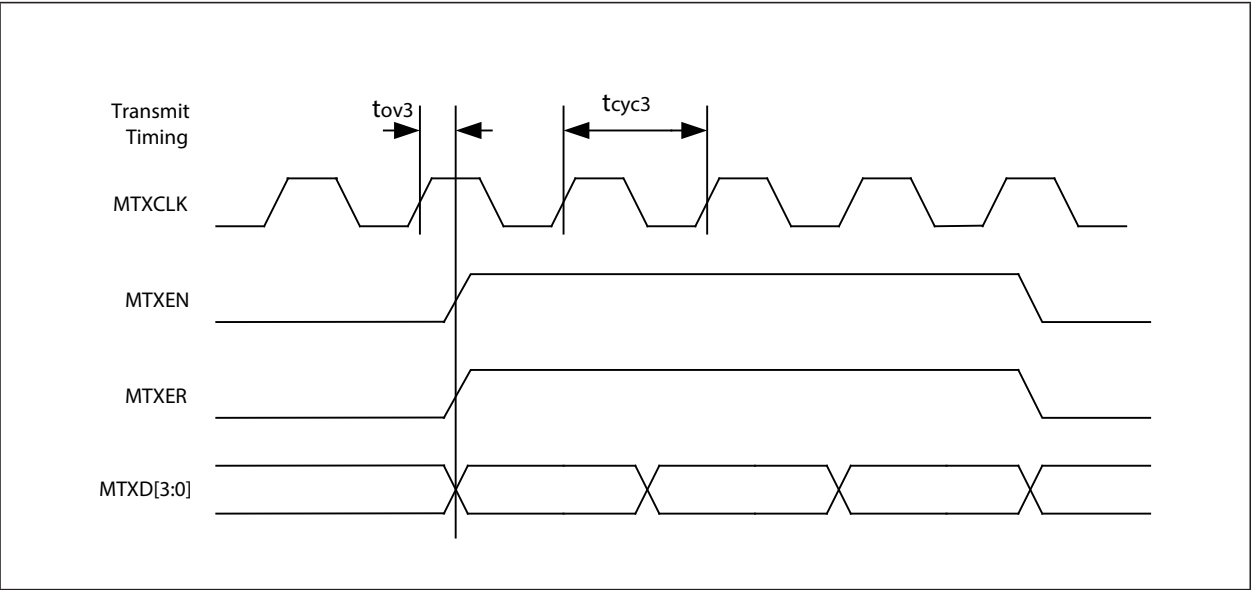 Transmit
Timing
tov3
tcyc3
MTXCLK
MTXEN
MTXER
MTXD[3:0]